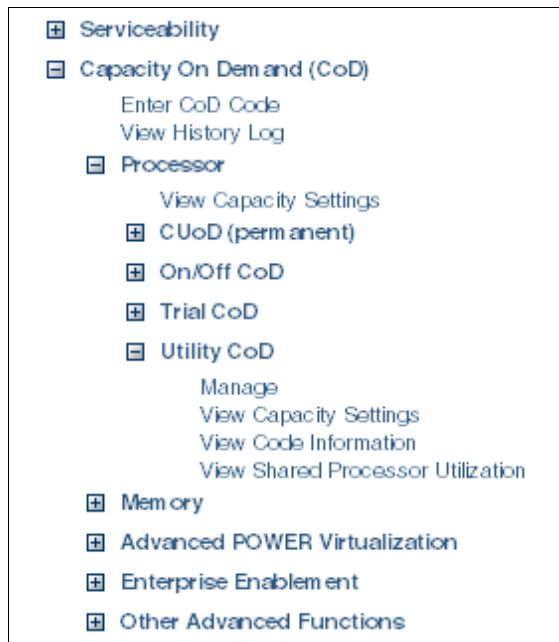 Serviceability
Capacity On Demand (CoD)
Enter CoD Code
View History Log
Processor
View Capacity Settings
CUoD (permanent)
On/Off CoD
Trial CoD
Utility CoD
Manage
View Capacity Settings
View Code Information
View Shared Processor Utilization
Memory
Advanced POWER Virtualization
Enterprise Enablement
Other Advanced Functions